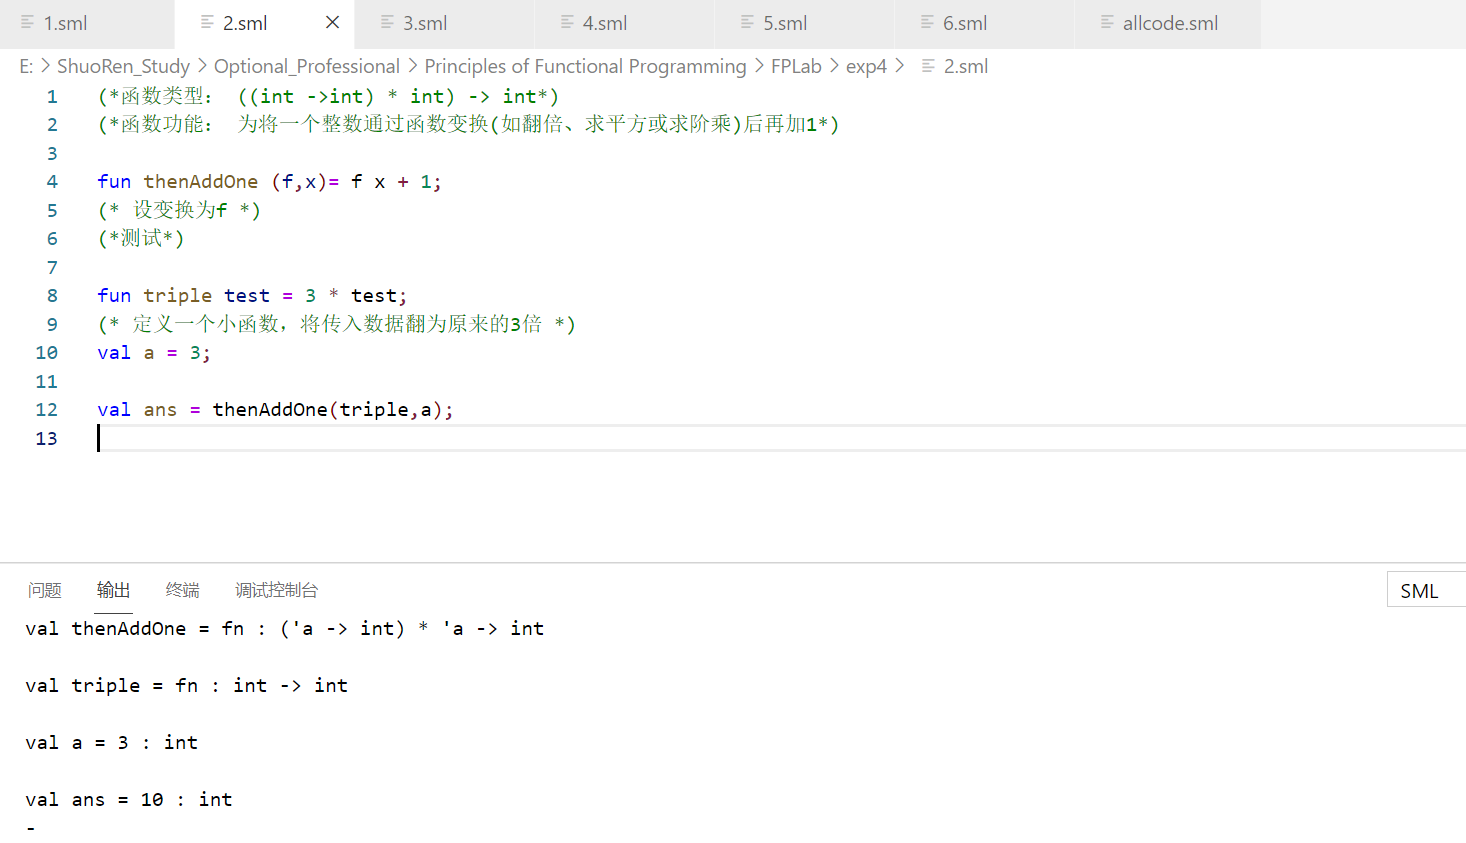 1.sml 2.sml 3.sml 4.sml 5.sml 6.sml allcode.sml
E: > ShuoRen_Study > Optional_Professional > Principles of Functional Programming > FPLab > exp4 > 2.sml
1 (*函数类型: ((int ->int) * int) -> int*)
2 (*函数功能: 为将一个整数通过函数变换(如翻倍、求平方或求阶乘)后再加1*)
3
4 fun thenAddOne (f,x)= f x + 1;
5 (* 设变换为f *)
6 (*测试*)
7
8 fun triple test = 3 * test;
9 (* 定义一个小函数，将传入数据翻为原来的3倍 *)
10 val a = 3;
11
12 val ans = thenAddOne(triple,a);
13
问题 输出 终端 调试控制台 SML
val thenAddOne = fn : ('a -> int) * 'a -> int
val triple = fn : int -> int
val a = 3 : int
val ans = 10 : int
-